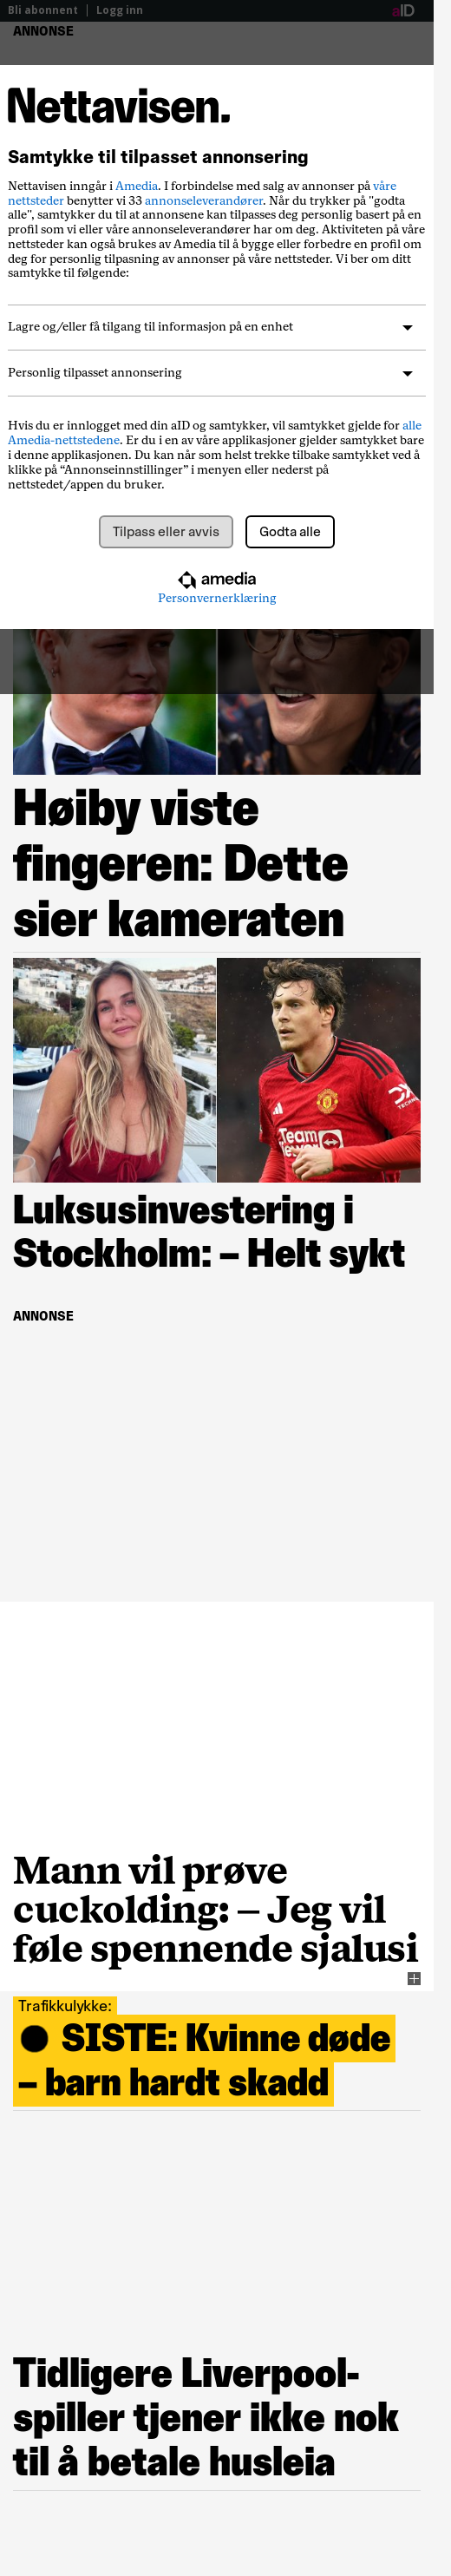 Bli abonnent | Logg inn
aID
ANNONSE
Nettavisen.
Samtykke til tilpasset annonsering
Nettavisen inngår i Amedia. I forbindelse med salg av annonser på våre
nettsteder benytter vi 33 annonseleverandører. Når du trykker på "godta
alle", samtykker du til at annonsene kan tilpasses deg personlig basert på en
profil som vi eller våre annonseleverandører har om deg. Aktiviteten på våre
nettsteder kan også brukes av Amedia til å bygge eller forbedre en profil om
deg for personlig tilpasning av annonser på våre nettsteder. Vi ber om ditt
samtykke til følgende:
Lagre og/eller få tilgang til informasjon på en enhet
Personlig tilpasset annonsering
Hvis du er innlogget med din aID og samtykker, vil samtykket gjelde for alle
Amedia-nettstedene. Er du i en av våre applikasjoner gjelder samtykket bare
i denne applikasjonen. Du kan når som helst trekke tilbake samtykket ved å
klikke på “Annonseinnstillinger” i menyen eller nederst på
nettstedet/appen du bruker.
Tilpass eller avvis
Godta alle
amedia
Personvernerklæring
Høiby viste
fingeren: Dette
sier kameraten
Luksusinvestering i
Stockholm: – Helt sykt
ANNONSE
Mann vil prøve
cuckolding: – Jeg vil
føle spennende sjalusi
Trafikkulykke:
SISTE: Kvinne døde
– barn hardt skadd
Tidligere Liverpool-
spiller tjener ikke nok
til å betale husleia